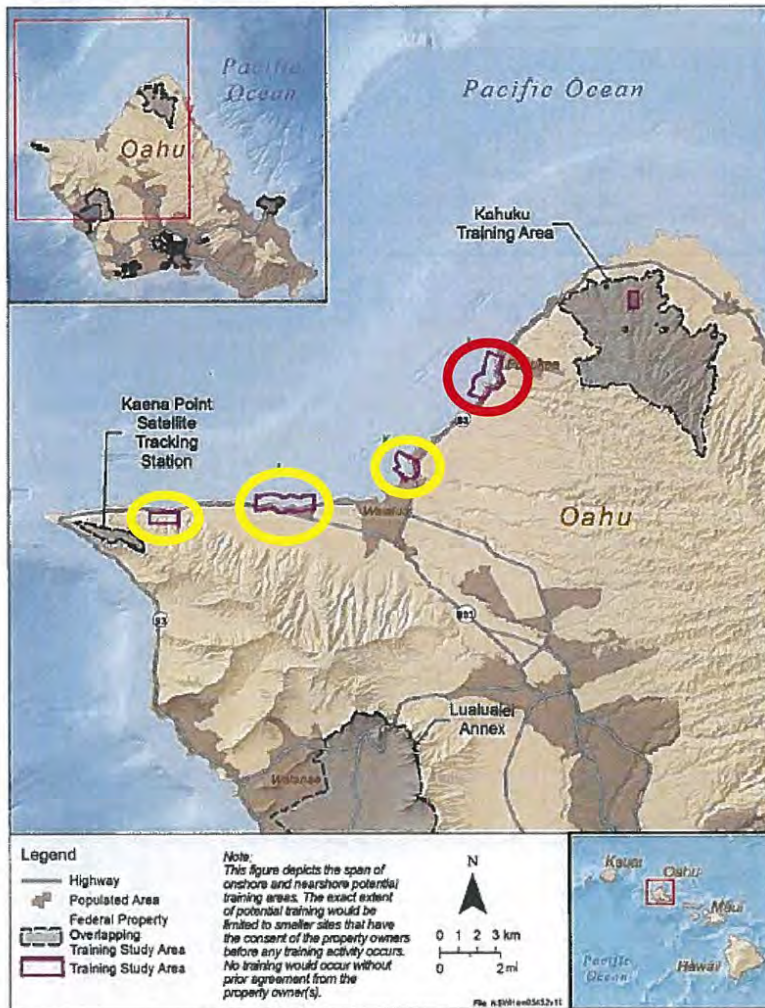 Pacific
Ocean
Oahu
Pacific Ocean
Kahuku
Training Area
Kaena Point
Satellite
Tracking
Station
83
Oahu
93
Lualualei
Annex
Waianae
Legend
Highway
Populated Area
Federal Property
Overlapping
Training Study Area
Training Study Area
Note:
This figure depicts the span of
onshore and nearshore potential
training areas. The exact extent
of potential training would be
limited to smaller sites that have
the consent of the property owners
before any training activity occurs.
No training would occur without
prior agreement from the
property owner(s).
N
0 1 2 3 km
0 2 mi
Kauai
Oahu
Maui
Pacific
Ocean
Hawaii